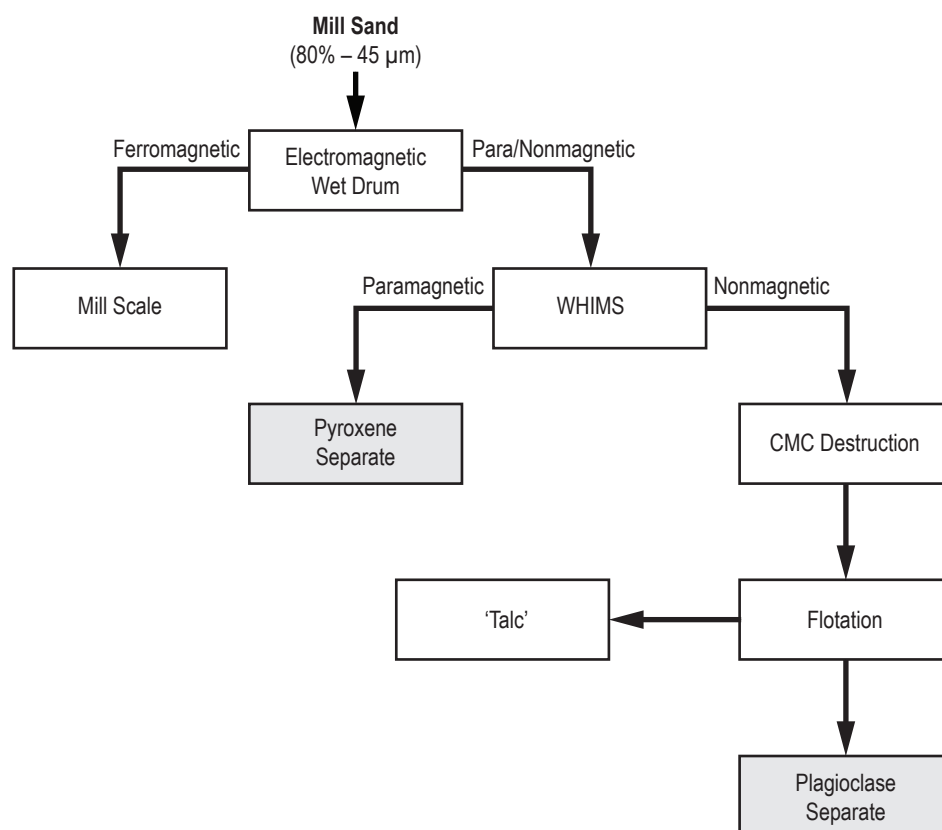 Mill Sand
(80% – 45 µm)
Ferromagnetic
Electromagnetic
Wet Drum
Para/Nonmagnetic
Mill Scale
Paramagnetic
WHIMS
Nonmagnetic
Pyroxene
Separate
CMC Destruction
‘Talc’
Flotation
Plagioclase
Separate